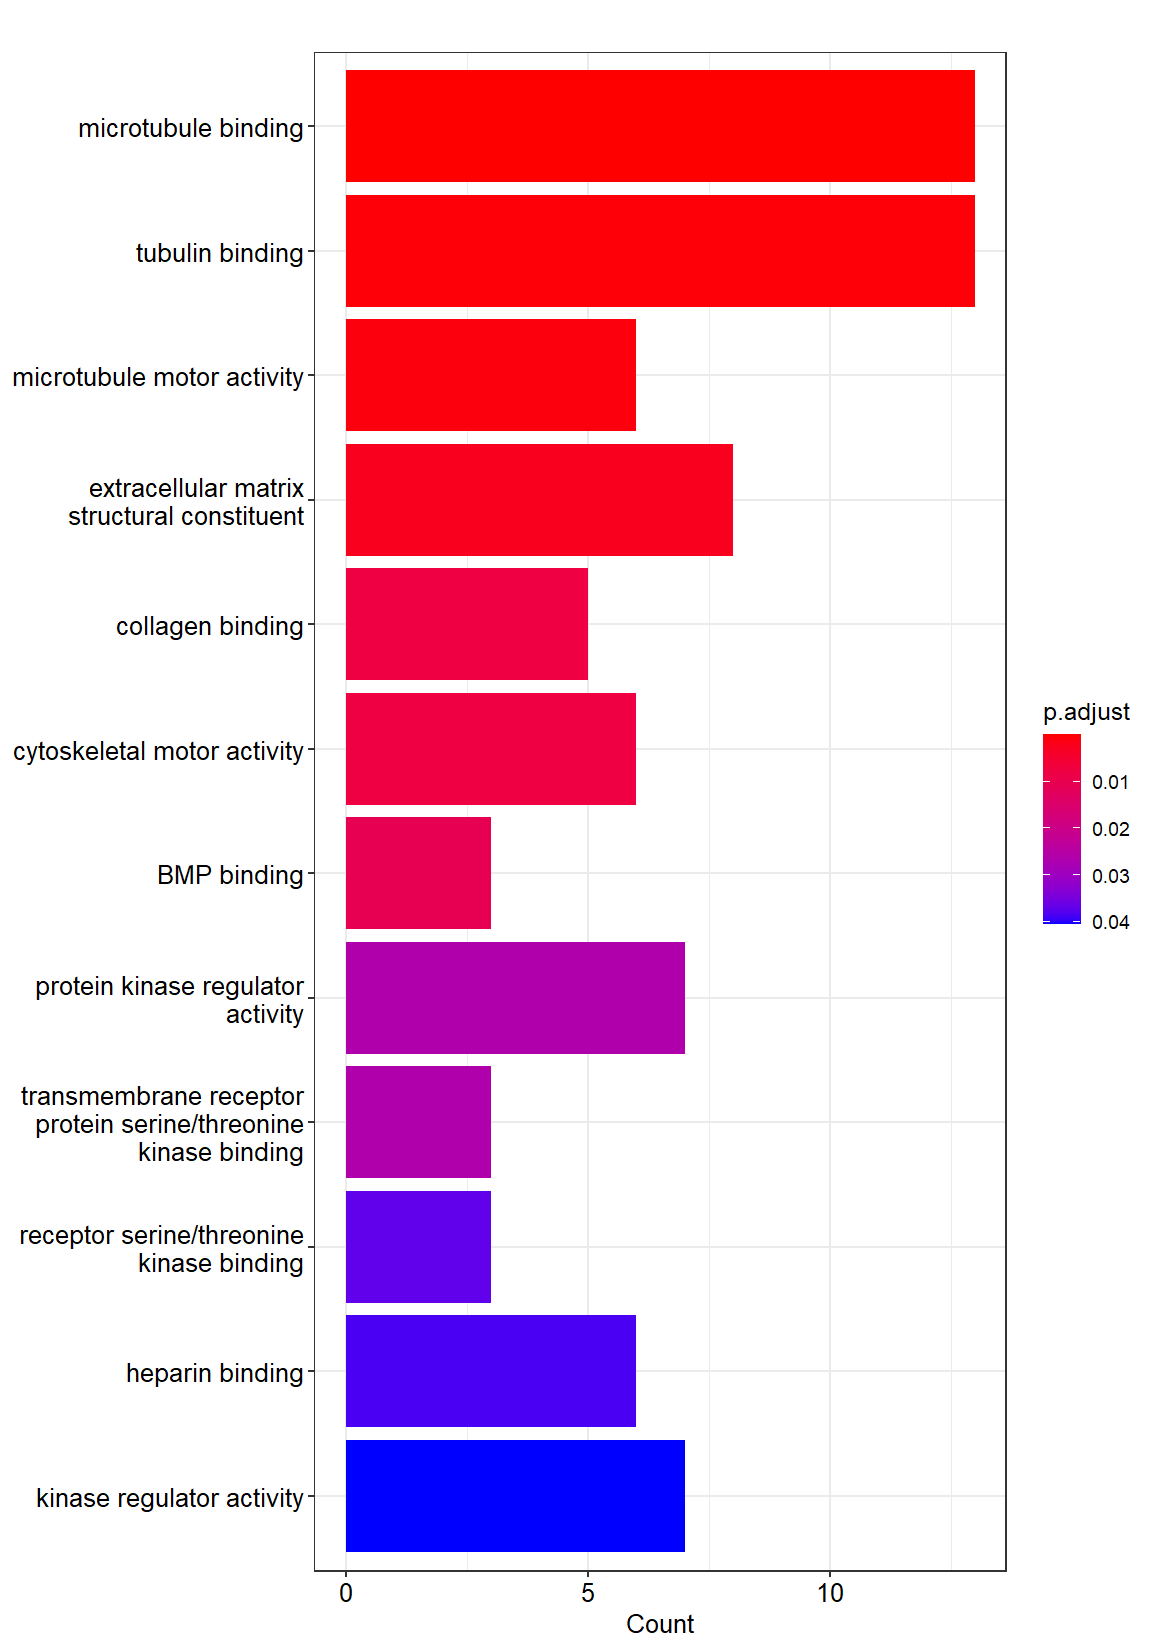 microtubule binding
tubulin binding
microtubule motor activity
extracellular matrix
structural constituent
collagen binding
cytoskeletal motor activity
BMP binding
protein kinase regulator
activity
transmembrane receptor
protein serine/threonine
kinase binding
receptor serine/threonine
kinase binding
heparin binding
kinase regulator activity
0
5
10
Count
p.adjust
0.01
0.02
0.03
0.04